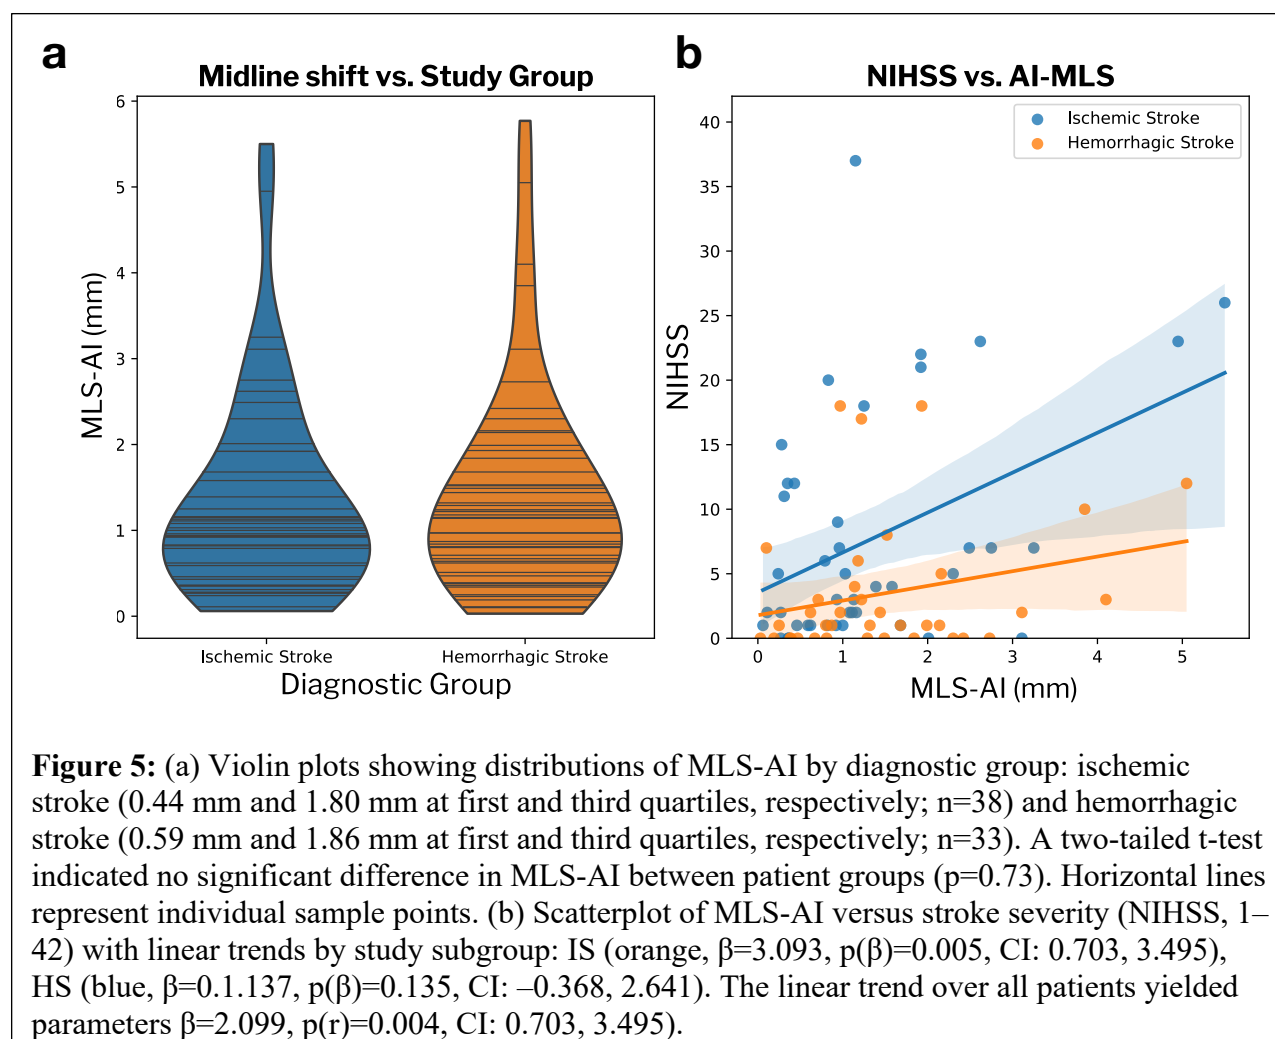 a
Midline shift vs. Study Group
6
5
4
3
2
1
0
MLS-AI (mm)
Ischemic Stroke
Hemorrhagic Stroke
Diagnostic Group
b
NIHSS vs. AI-MLS
Ischemic Stroke
Hemorrhagic Stroke
40
35
30
25
20
15
10
5
0
NIHSS
0 1 2 3 4 5
MLS-AI (mm)
Figure 5: (a) Violin plots showing distributions of MLS-AI by diagnostic group: ischemic
stroke (0.44 mm and 1.80 mm at first and third quartiles, respectively; n=38) and hemorrhagic
stroke (0.59 mm and 1.86 mm at first and third quartiles, respectively; n=33). A two-tailed t-test
indicated no significant difference in MLS-AI between patient groups (p=0.73). Horizontal lines
represent individual sample points. (b) Scatterplot of MLS-AI versus stroke severity (NIHSS, 1–
42) with linear trends by study subgroup: IS (orange, β=3.093, p(β)=0.005, CI: 0.703, 3.495),
HS (blue, β=0.1.137, p(β)=0.135, CI: –0.368, 2.641). The linear trend over all patients yielded
parameters β=2.099, p(r)=0.004, CI: 0.703, 3.495).